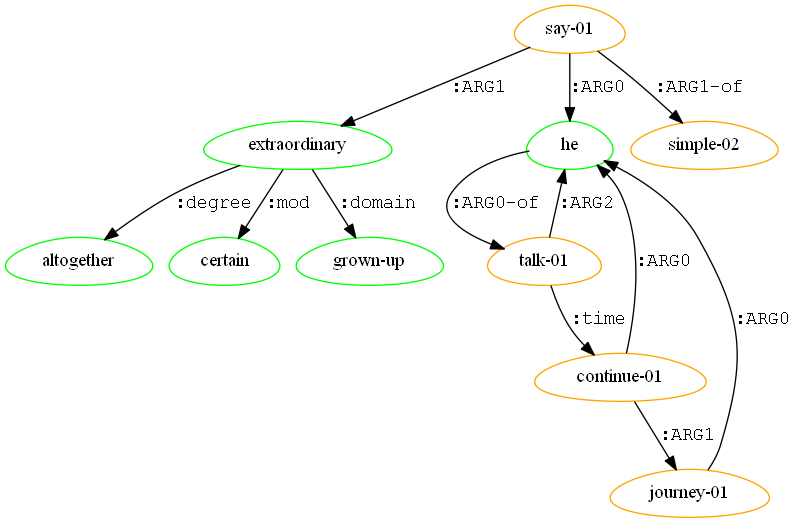 say-01
:ARG1 :ARG0 :ARG1-of
extraordinary he simple-02
:degree :mod :domain :ARG0-of :ARG2
altogether certain grown-up talk-01
:ARG0
:time :ARG0
continue-01
:ARG1
journey-01